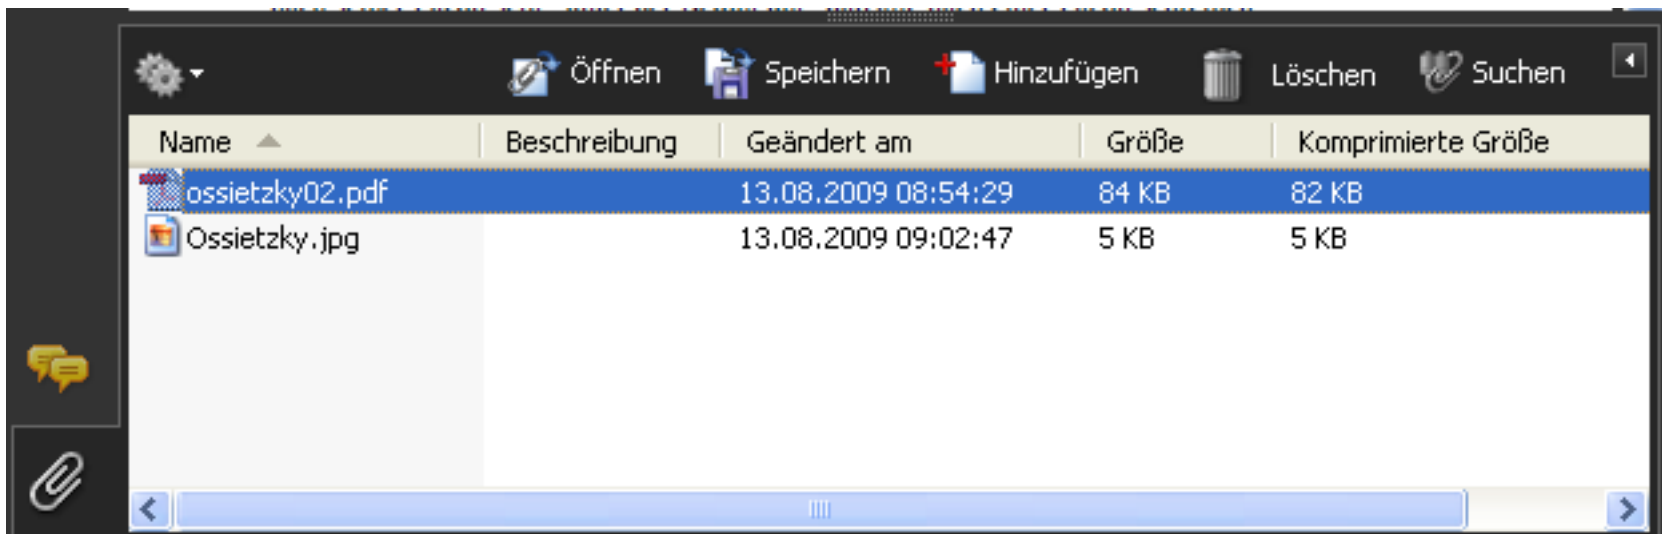 Öffnen Speichern Hinzufügen Löschen Suchen
Name Beschreibung Geändert am Größe Komprimierte Größe
ossietzky02.pdf 13.08.2009 08:54:29 84 KB 82 KB
Ossietzky.jpg 13.08.2009 09:02:47 5 KB 5 KB